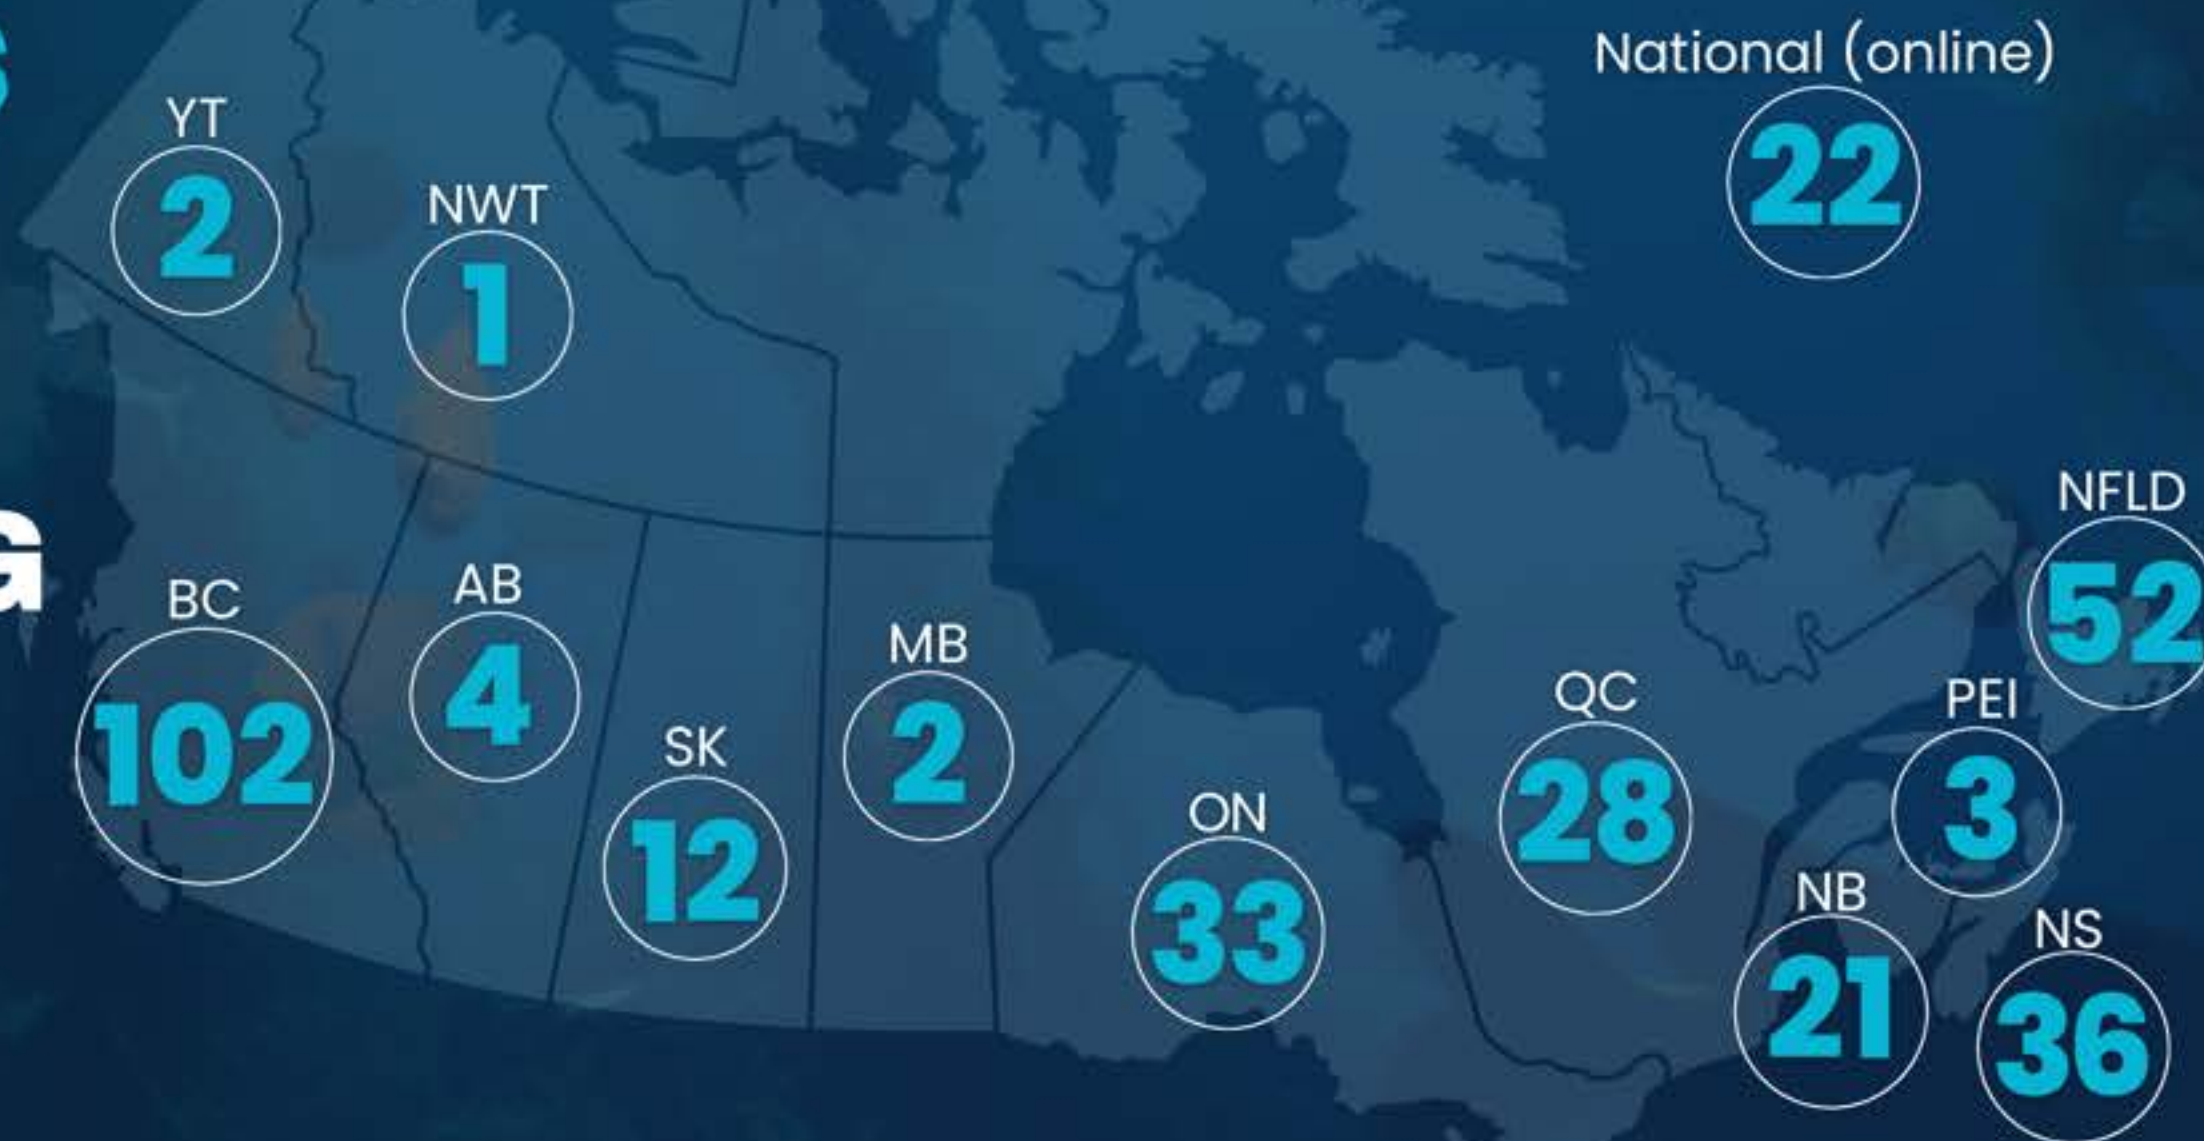 National (online)
22
YT
2
NWT
1
NFLD
52
BC
102
AB
4
SK
12
MB
2
ON
33
QC
28
PEI
3
NB
21
NS
36
S
G